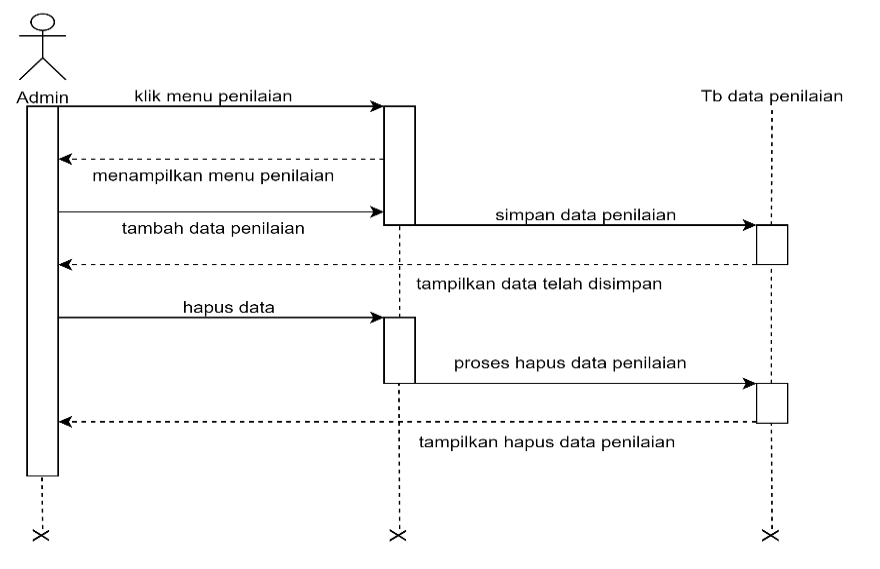 Admin
klik menu penilaian
Tb data penilaian
menampilkan menu penilaian
tambah data penilaian
simpan data penilaian
tampilkan data telah disimpan
hapus data
proses hapus data penilaian
tampilkan hapus data penilaian